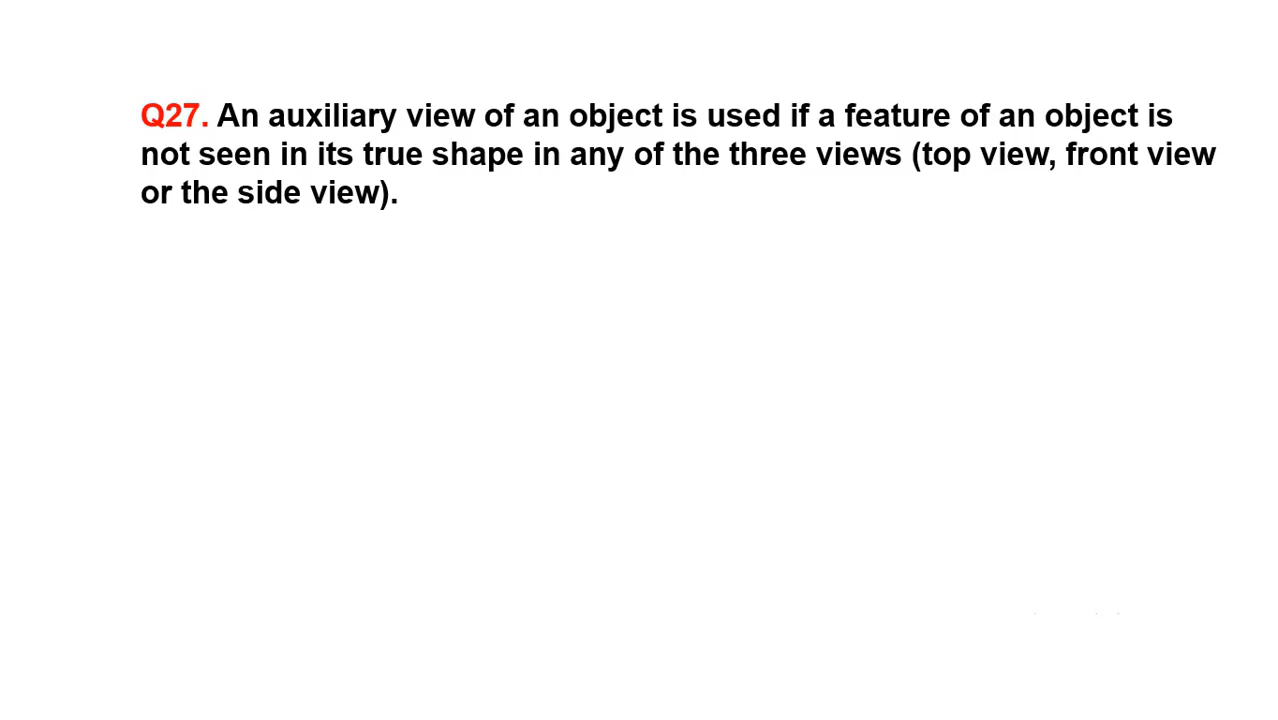 Q27. An auxiliary view of an object is used if a feature of an object is
not seen in its true shape in any of the three views (top view, front view
or the side view).